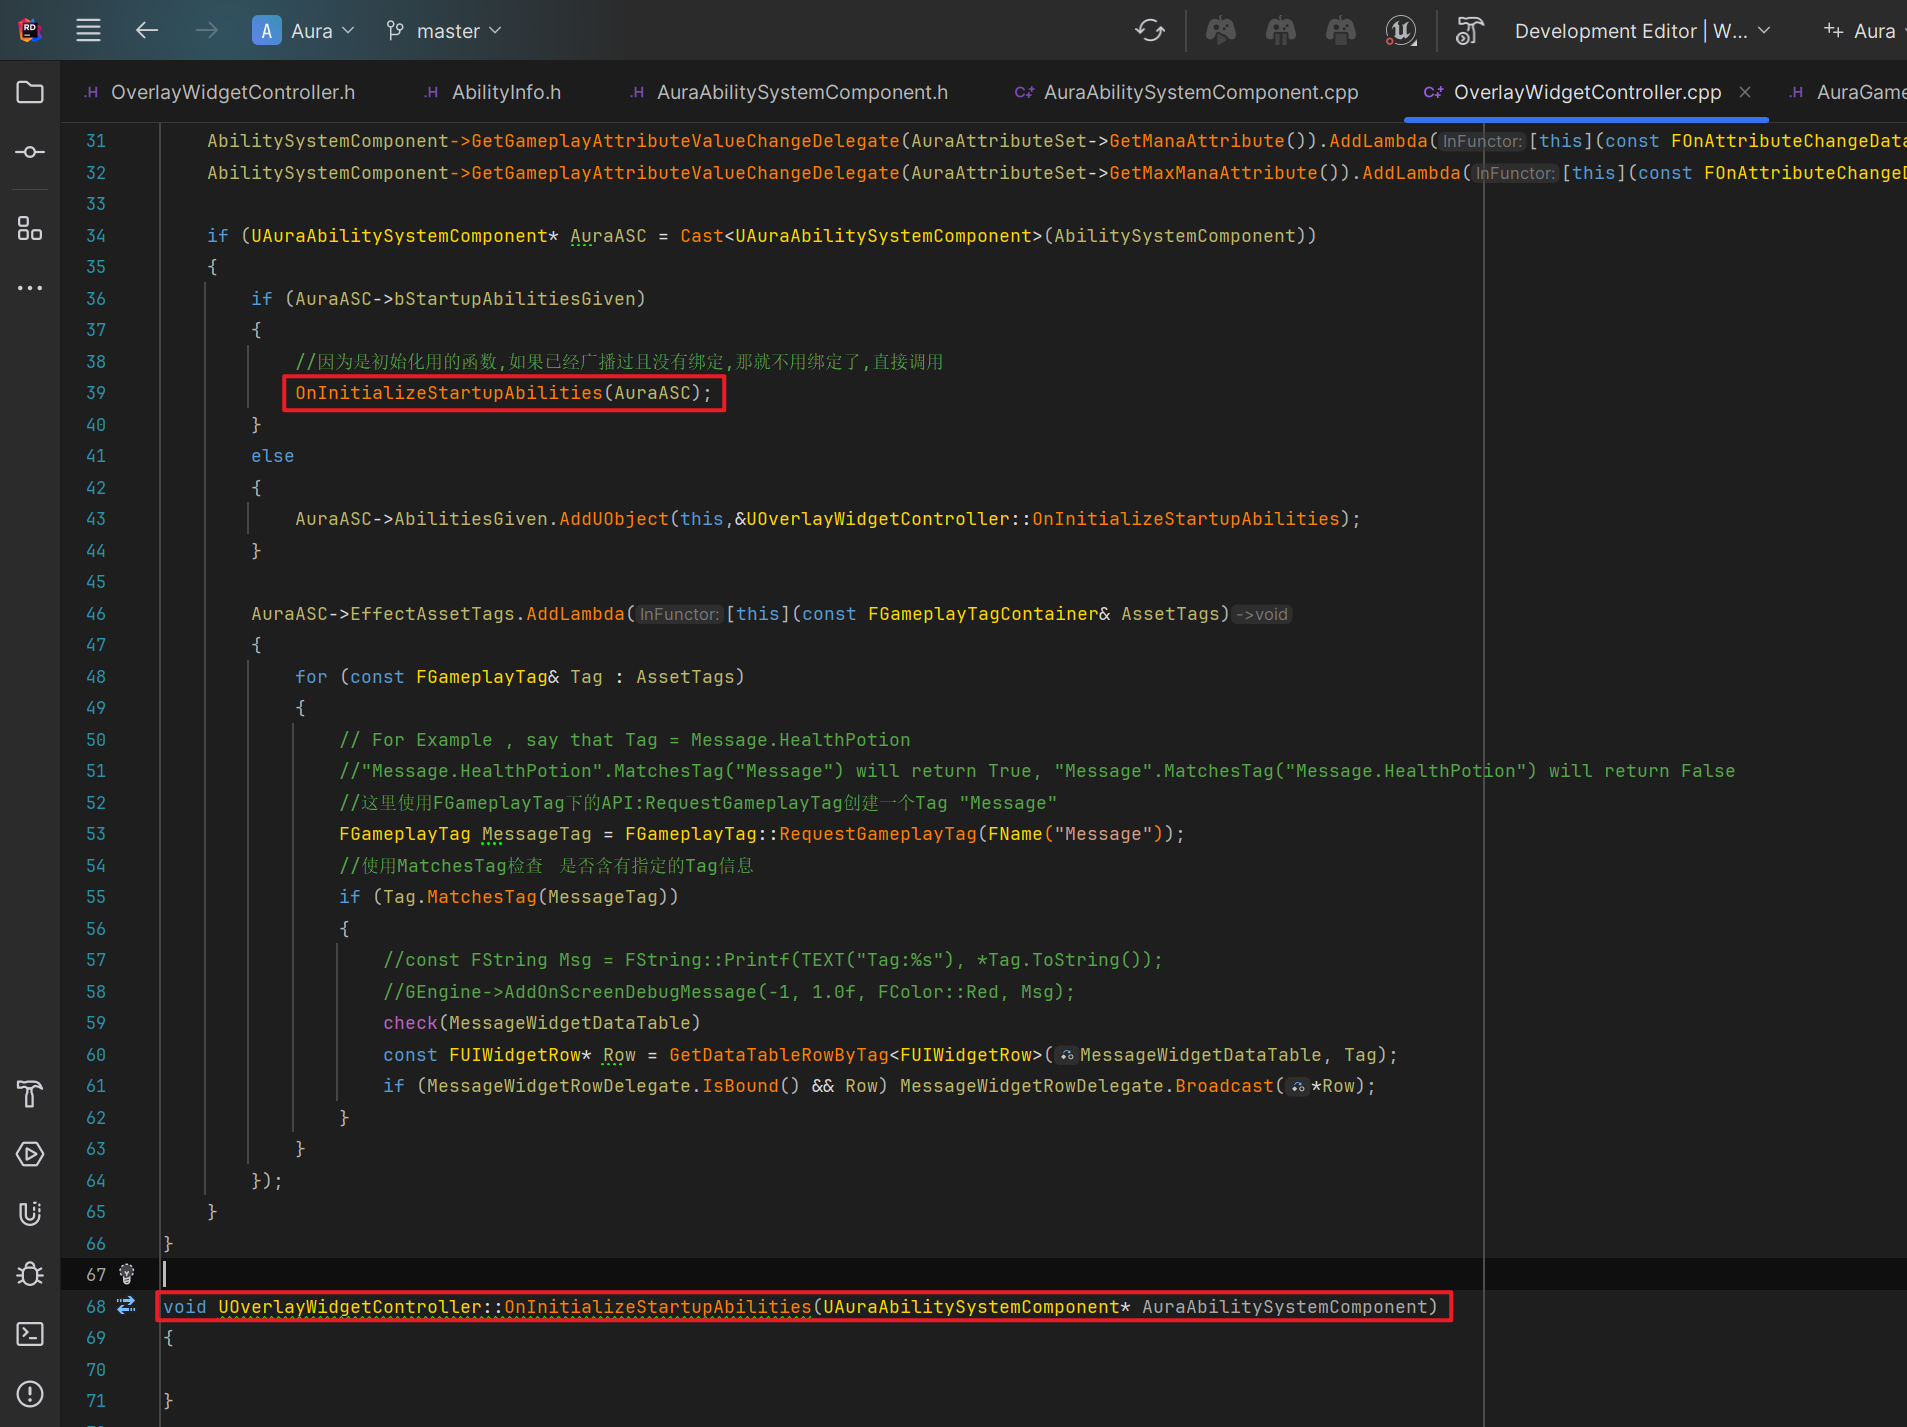 RD A Aura master Development Editor | W... Aura
.H OverlayWidgetController.h .H AbilityInfo.h .H AuraAbilitySystemComponent.h C+ AuraAbilitySystemComponent.cpp C+ OverlayWidgetController.cpp .H AuraGame
31 AbilitySystemComponent->GetGameplayAttributeValueChangeDelegate(AuraAttributeSet->GetManaAttribute()).AddLambda(InFunctor:[this](const FOnAttributeChangeData
32 AbilitySystemComponent->GetGameplayAttributeValueChangeDelegate(AuraAttributeSet->GetMaxManaAttribute()).AddLambda(InFunctor:[this](const FOnAttributeChangeD
33
34 if (UAuraAbilitySystemComponent* AuraASC = Cast<UAuraAbilitySystemComponent>(AbilitySystemComponent))
35 {
36 if (AuraASC->bStartupAbilitiesGiven)
37 {
38 //因为是初始化用的函数,如果已经广播过且没有绑定,那就不用绑定了,直接调用
39 OnInitializeStartupAbilities(AuraASC);
40 }
41 else
42 {
43 AuraASC->AbilitiesGiven.AddUObject(this,&UOverlayWidgetController::OnInitializeStartupAbilities);
44 }
45
46 AuraASC->EffectAssetTags.AddLambda(InFunctor:[this](const FGameplayTagContainer& AssetTags)->void
47 {
48 for (const FGameplayTag& Tag : AssetTags)
49 {
50 // For Example , say that Tag = Message.HealthPotion
51 //"Message.HealthPotion".MatchesTag("Message") will return True, "Message".MatchesTag("Message.HealthPotion") will return False
52 //这里使用FGameplayTag下的API:RequestGameplayTag创建一个Tag "Message"
53 FGameplayTag MessageTag = FGameplayTag::RequestGameplayTag(FName("Message"));
54 //使用MatchesTag检查 是否含有指定的Tag信息
55 if (Tag.MatchesTag(MessageTag))
56 {
57 //const FString Msg = FString::Printf(TEXT("Tag:%s"), *Tag.ToString());
58 //GEngine->AddOnScreenDebugMessage(-1, 1.0f, FColor::Red, Msg);
59 check(MessageWidgetDataTable)
60 const FUIWidgetRow* Row = GetDataTableRowByTag<FUIWidgetRow>(MessageWidgetDataTable, Tag);
61 if (MessageWidgetRowDelegate.IsBound() && Row) MessageWidgetRowDelegate.Broadcast(*Row);
62 }
63 }
64 });
65 }
66 }
67
68 void UOverlayWidgetController::OnInitializeStartupAbilities(UAuraAbilitySystemComponent* AuraAbilitySystemComponent)
69 {
70
71 }